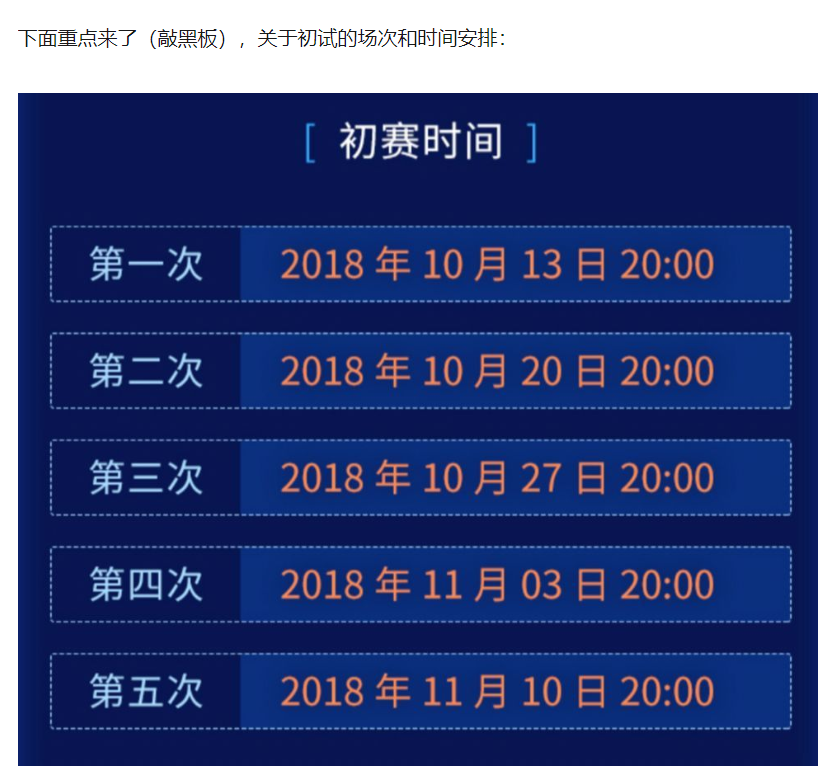 下面重点来了（敲黑板），关于初试的场次和时间安排：
[ 初赛时间 ]
第一次 2018 年 10 月 13 日 20:00
第二次 2018 年 10 月 20 日 20:00
第三次 2018 年 10 月 27 日 20:00
第四次 2018 年 11 月 03 日 20:00
第五次 2018 年 11 月 10 日 20:00